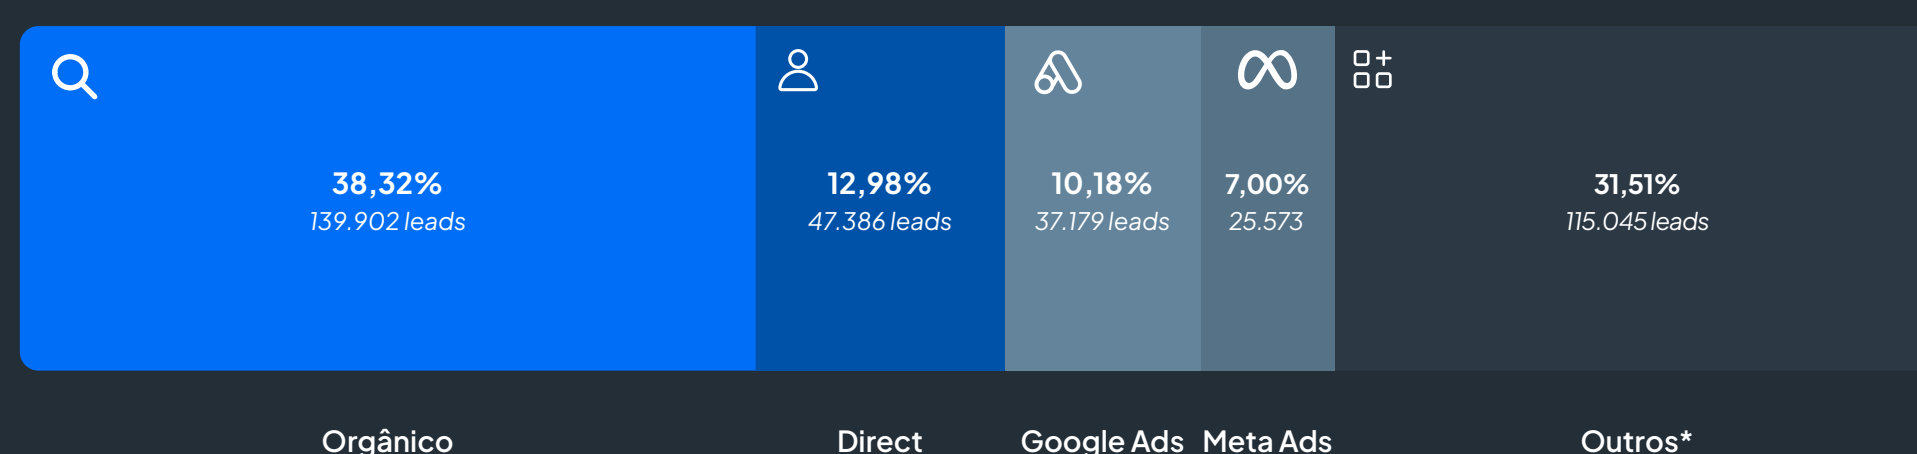 38,32%
139.902 leads
12,98%
47.386 leads
10,18%
37.179 leads
7,00%
25.573
31,51%
115.045 leads
Orgânico
Direct
Google Ads
Meta Ads
Outros*